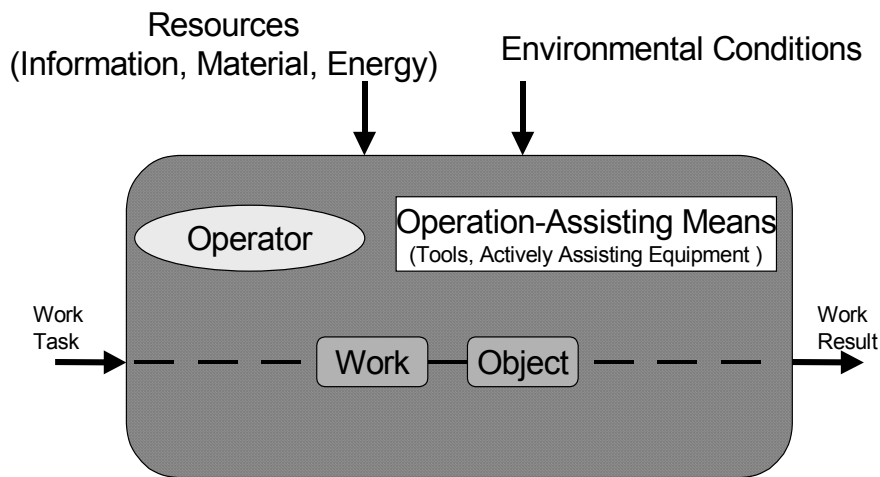 Resources
(Information, Material, Energy)
Environmental Conditions
Operator
Operation-Assisting Means
(Tools, Actively Assisting Equipment )
Work
Task
Work
Object
Work
Result